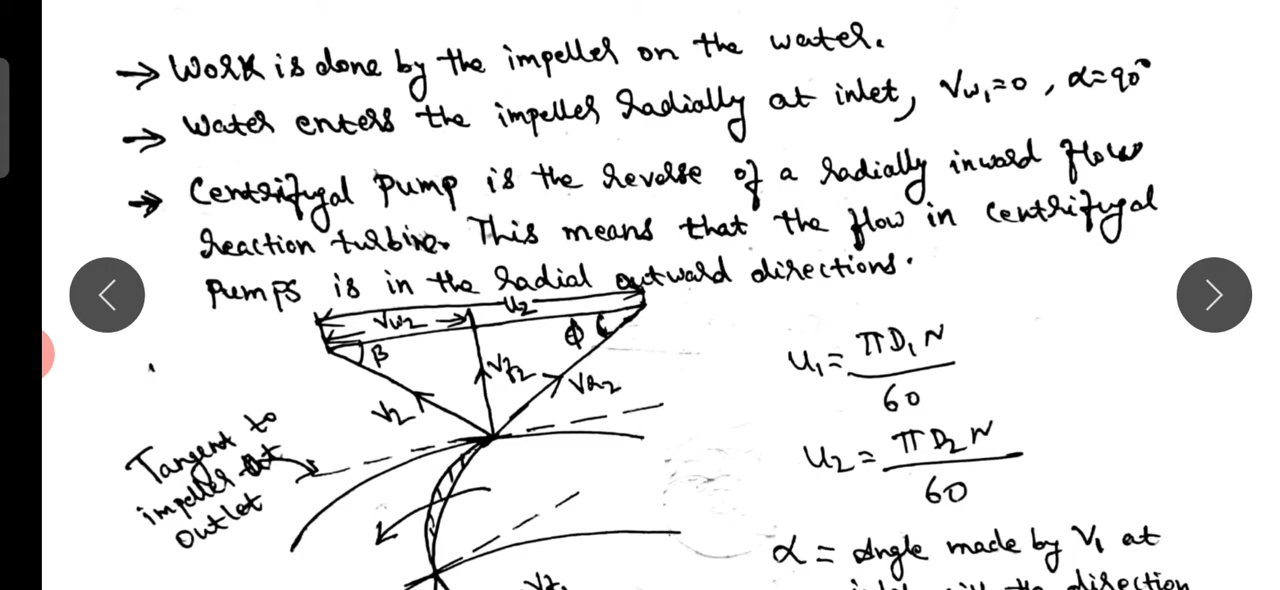 → Work is done by the impeller on the water.
→ Water enters the impeller radially at inlet, Vw₁=0, α=90°
→ Centrifugal pump is the reverse of a radially inward flow
reaction turbine. This means that the flow in centrifugal
pumps is in the radial outward directions.
u₂
Vw₂
β
Φ
Vf₂
Vr₂
V₂
Tangent to
impeller at
outlet
u₁ = πD₁N
60
u₂ = πD₂N
60
α = Angle made by V₁ at
the direction
Vf₁